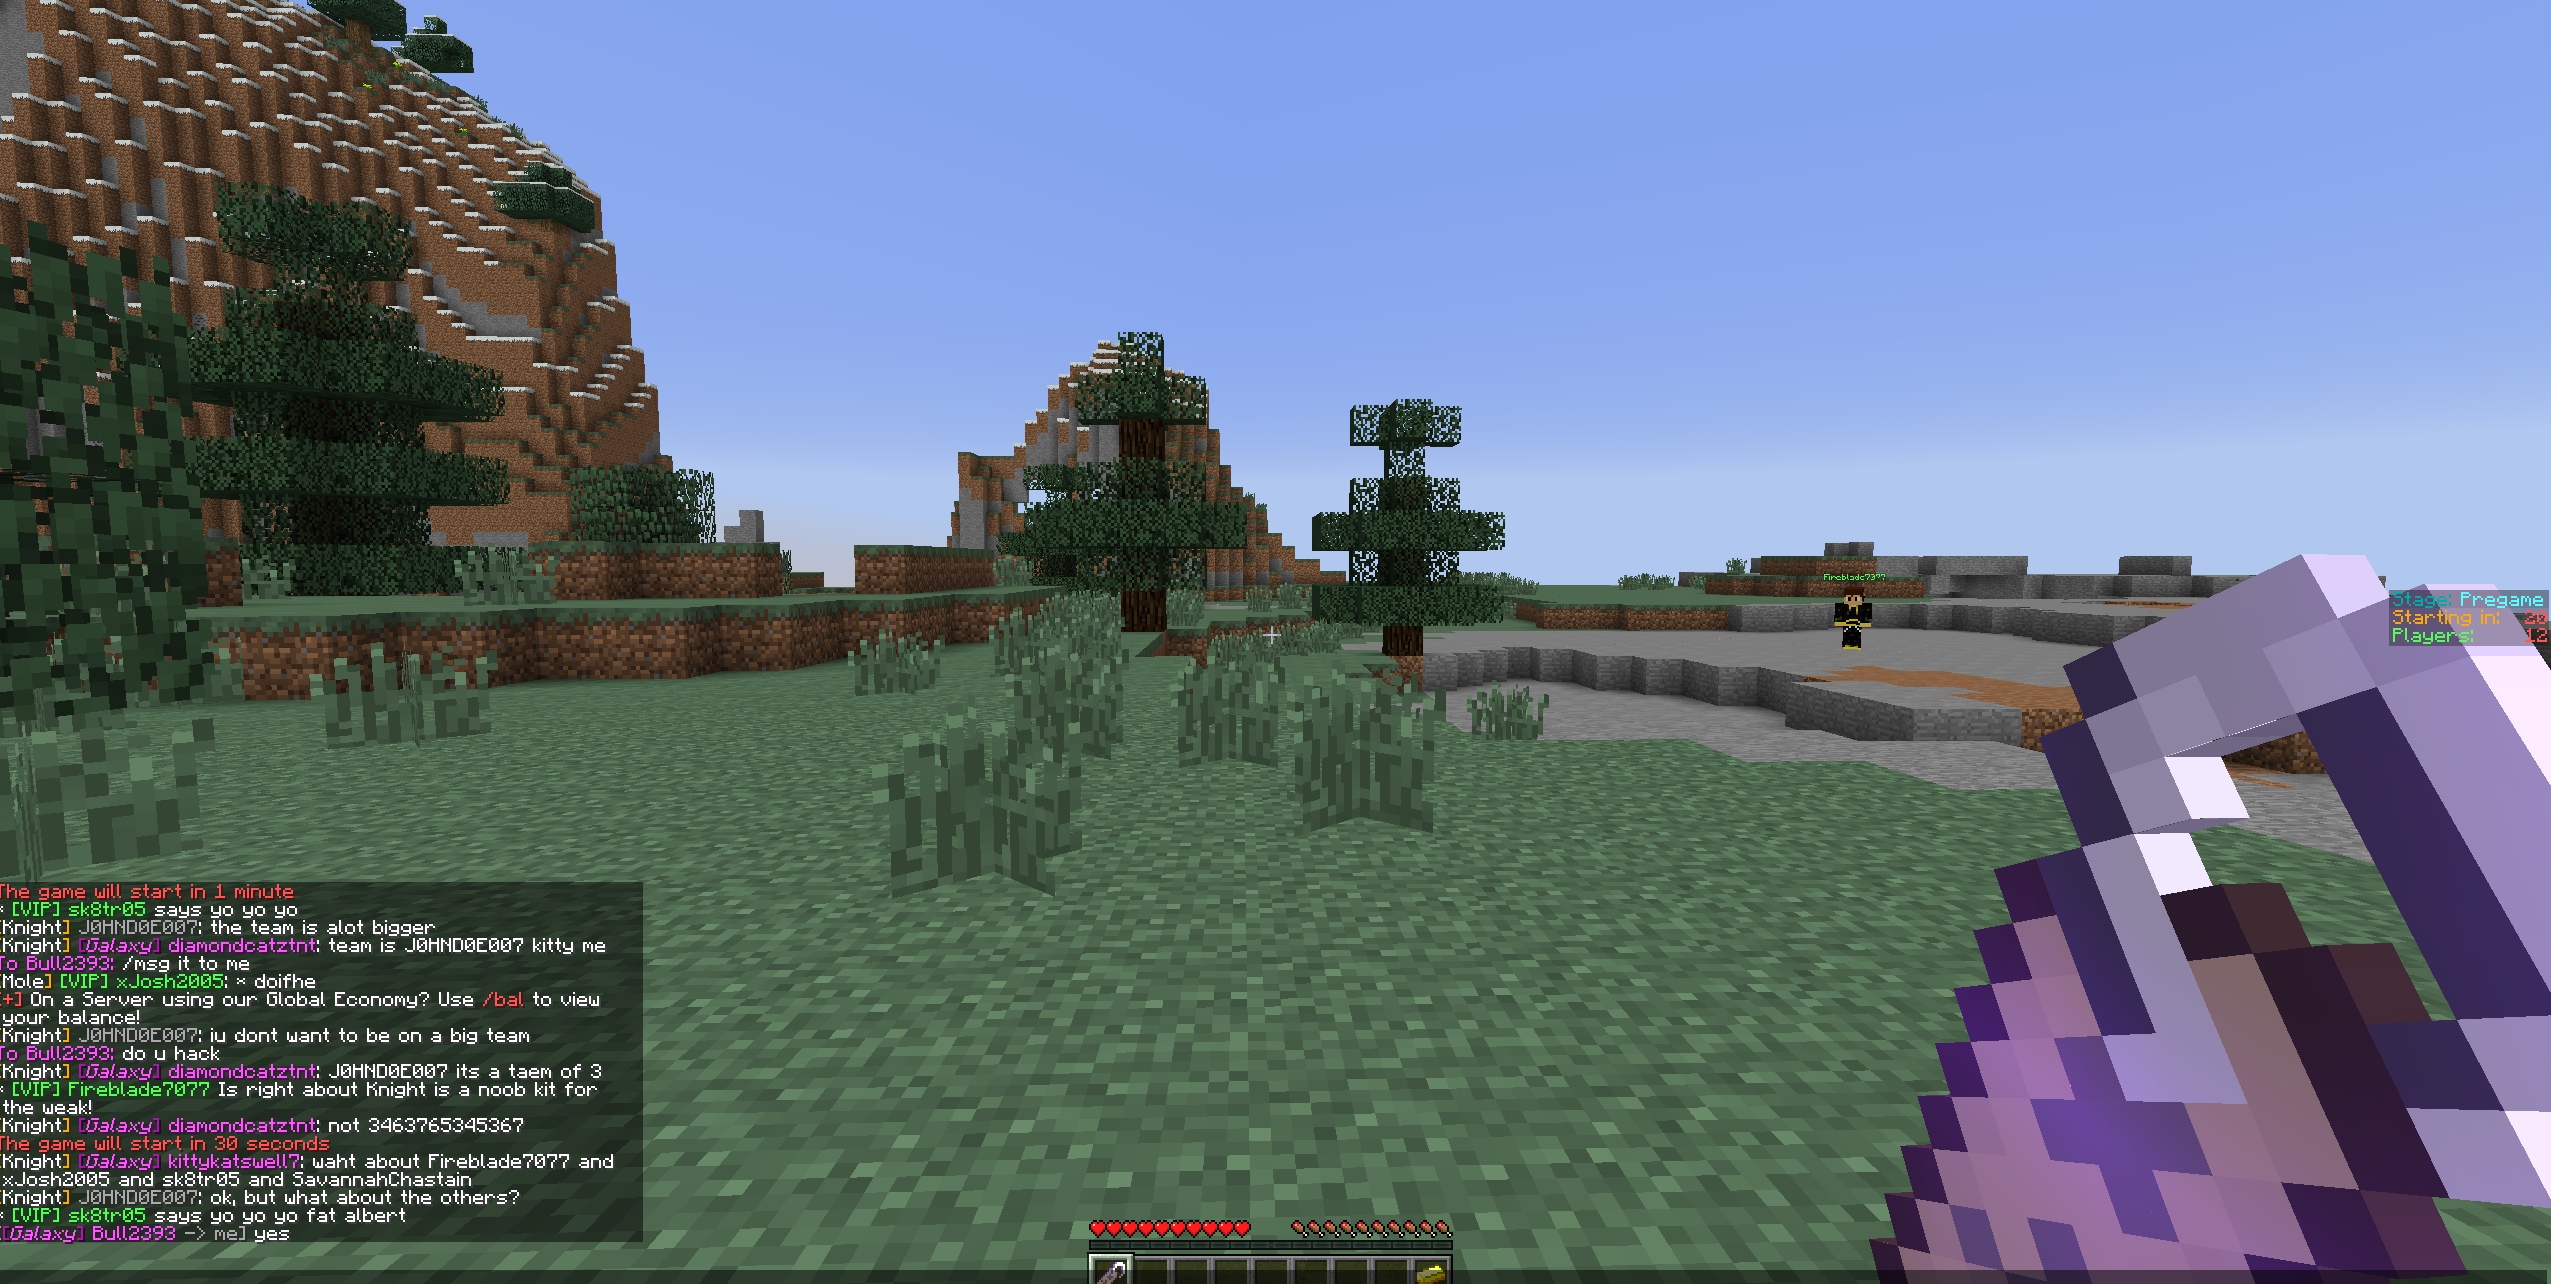 Fireblade7077
Stage: Pregame
Starting in: 20
Players: 12
The game will start in 1 minute
* [VIP] sk8tr05 says yo yo yo
[Knight] J0HND0E007: the team is alot bigger
[Knight] [Galaxy] diamondcatztnt: team is J0HND0E007 kitty me
To Bull2393: /msg it to me
[Mole] [VIP] xJosh2005: * doifhe
[+] On a Server using our Global Economy? Use /bal to view
your balance!
[Knight] J0HND0E007: iu dont want to be on a big team
To Bull2393: do u hack
[Knight] [Galaxy] diamondcatztnt: J0HND0E007 its a taem of 3
* [VIP] Fireblade7077 Is right about Knight is a noob kit for
the weak!
[Knight] [Galaxy] diamondcatztnt: not 3463765345367
The game will start in 30 seconds
[Knight] [Galaxy] kittykatswell7: waht about Fireblade7077 and
xJosh2005 and sk8tr05 and SavannahChastain
[Knight] J0HND0E007: ok, but what about the others?
* [VIP] sk8tr05 says yo yo yo fat albert
[[Galaxy] Bull2393 -> me] yes